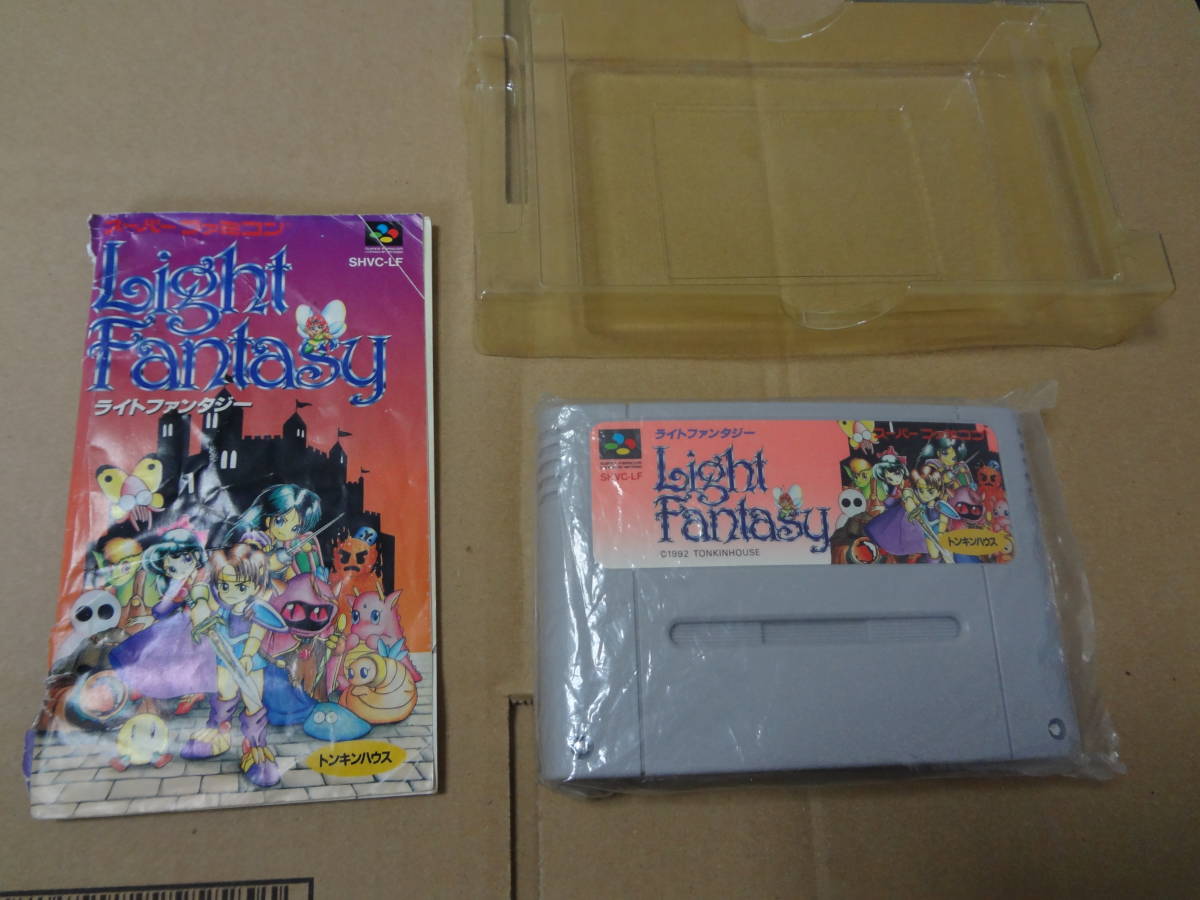 スーパーファミコン
SHVC-LF
Light
Fantasy
ライトファンタジー
トンキンハウス
ライトファンタジー
スーパーファミコン
SHVC-LF
Light
Fantasy
©1992 TONKINHOUSE
トンキンハウス